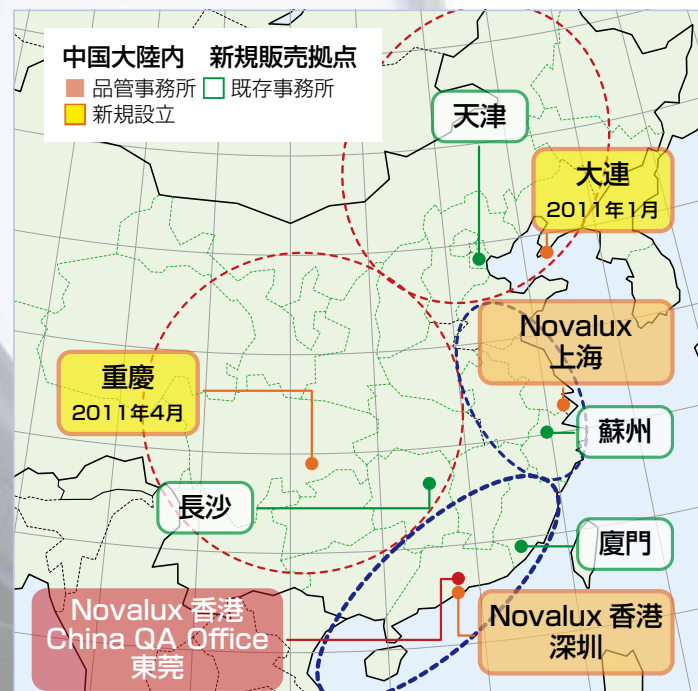 中国大陸内　新規販売拠点
品管事務所 既存事務所
新規設立
天津
大連
2011年1月
Novalux
上海
重慶
2011年4月
蘇州
長沙
廈門
Novalux 香港
China QA Office
東莞
Novalux 香港
深圳